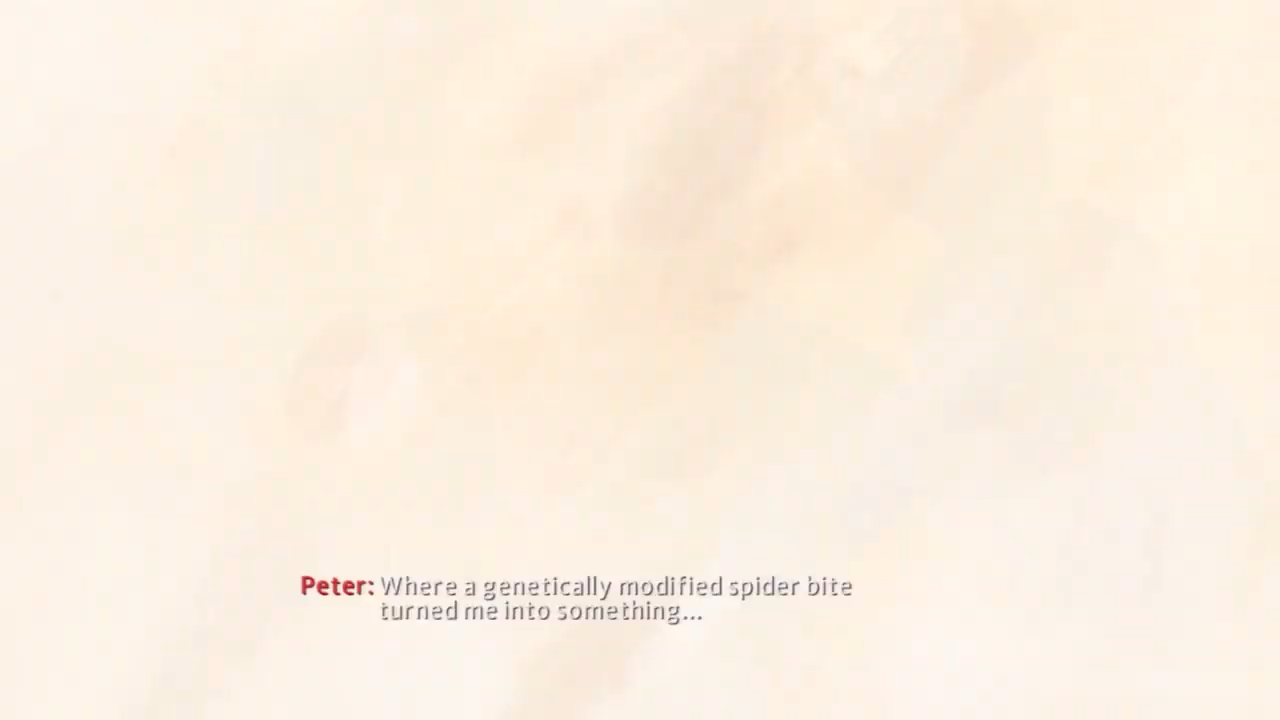 Peter: Where a genetically modified spider bite
turned me into something...